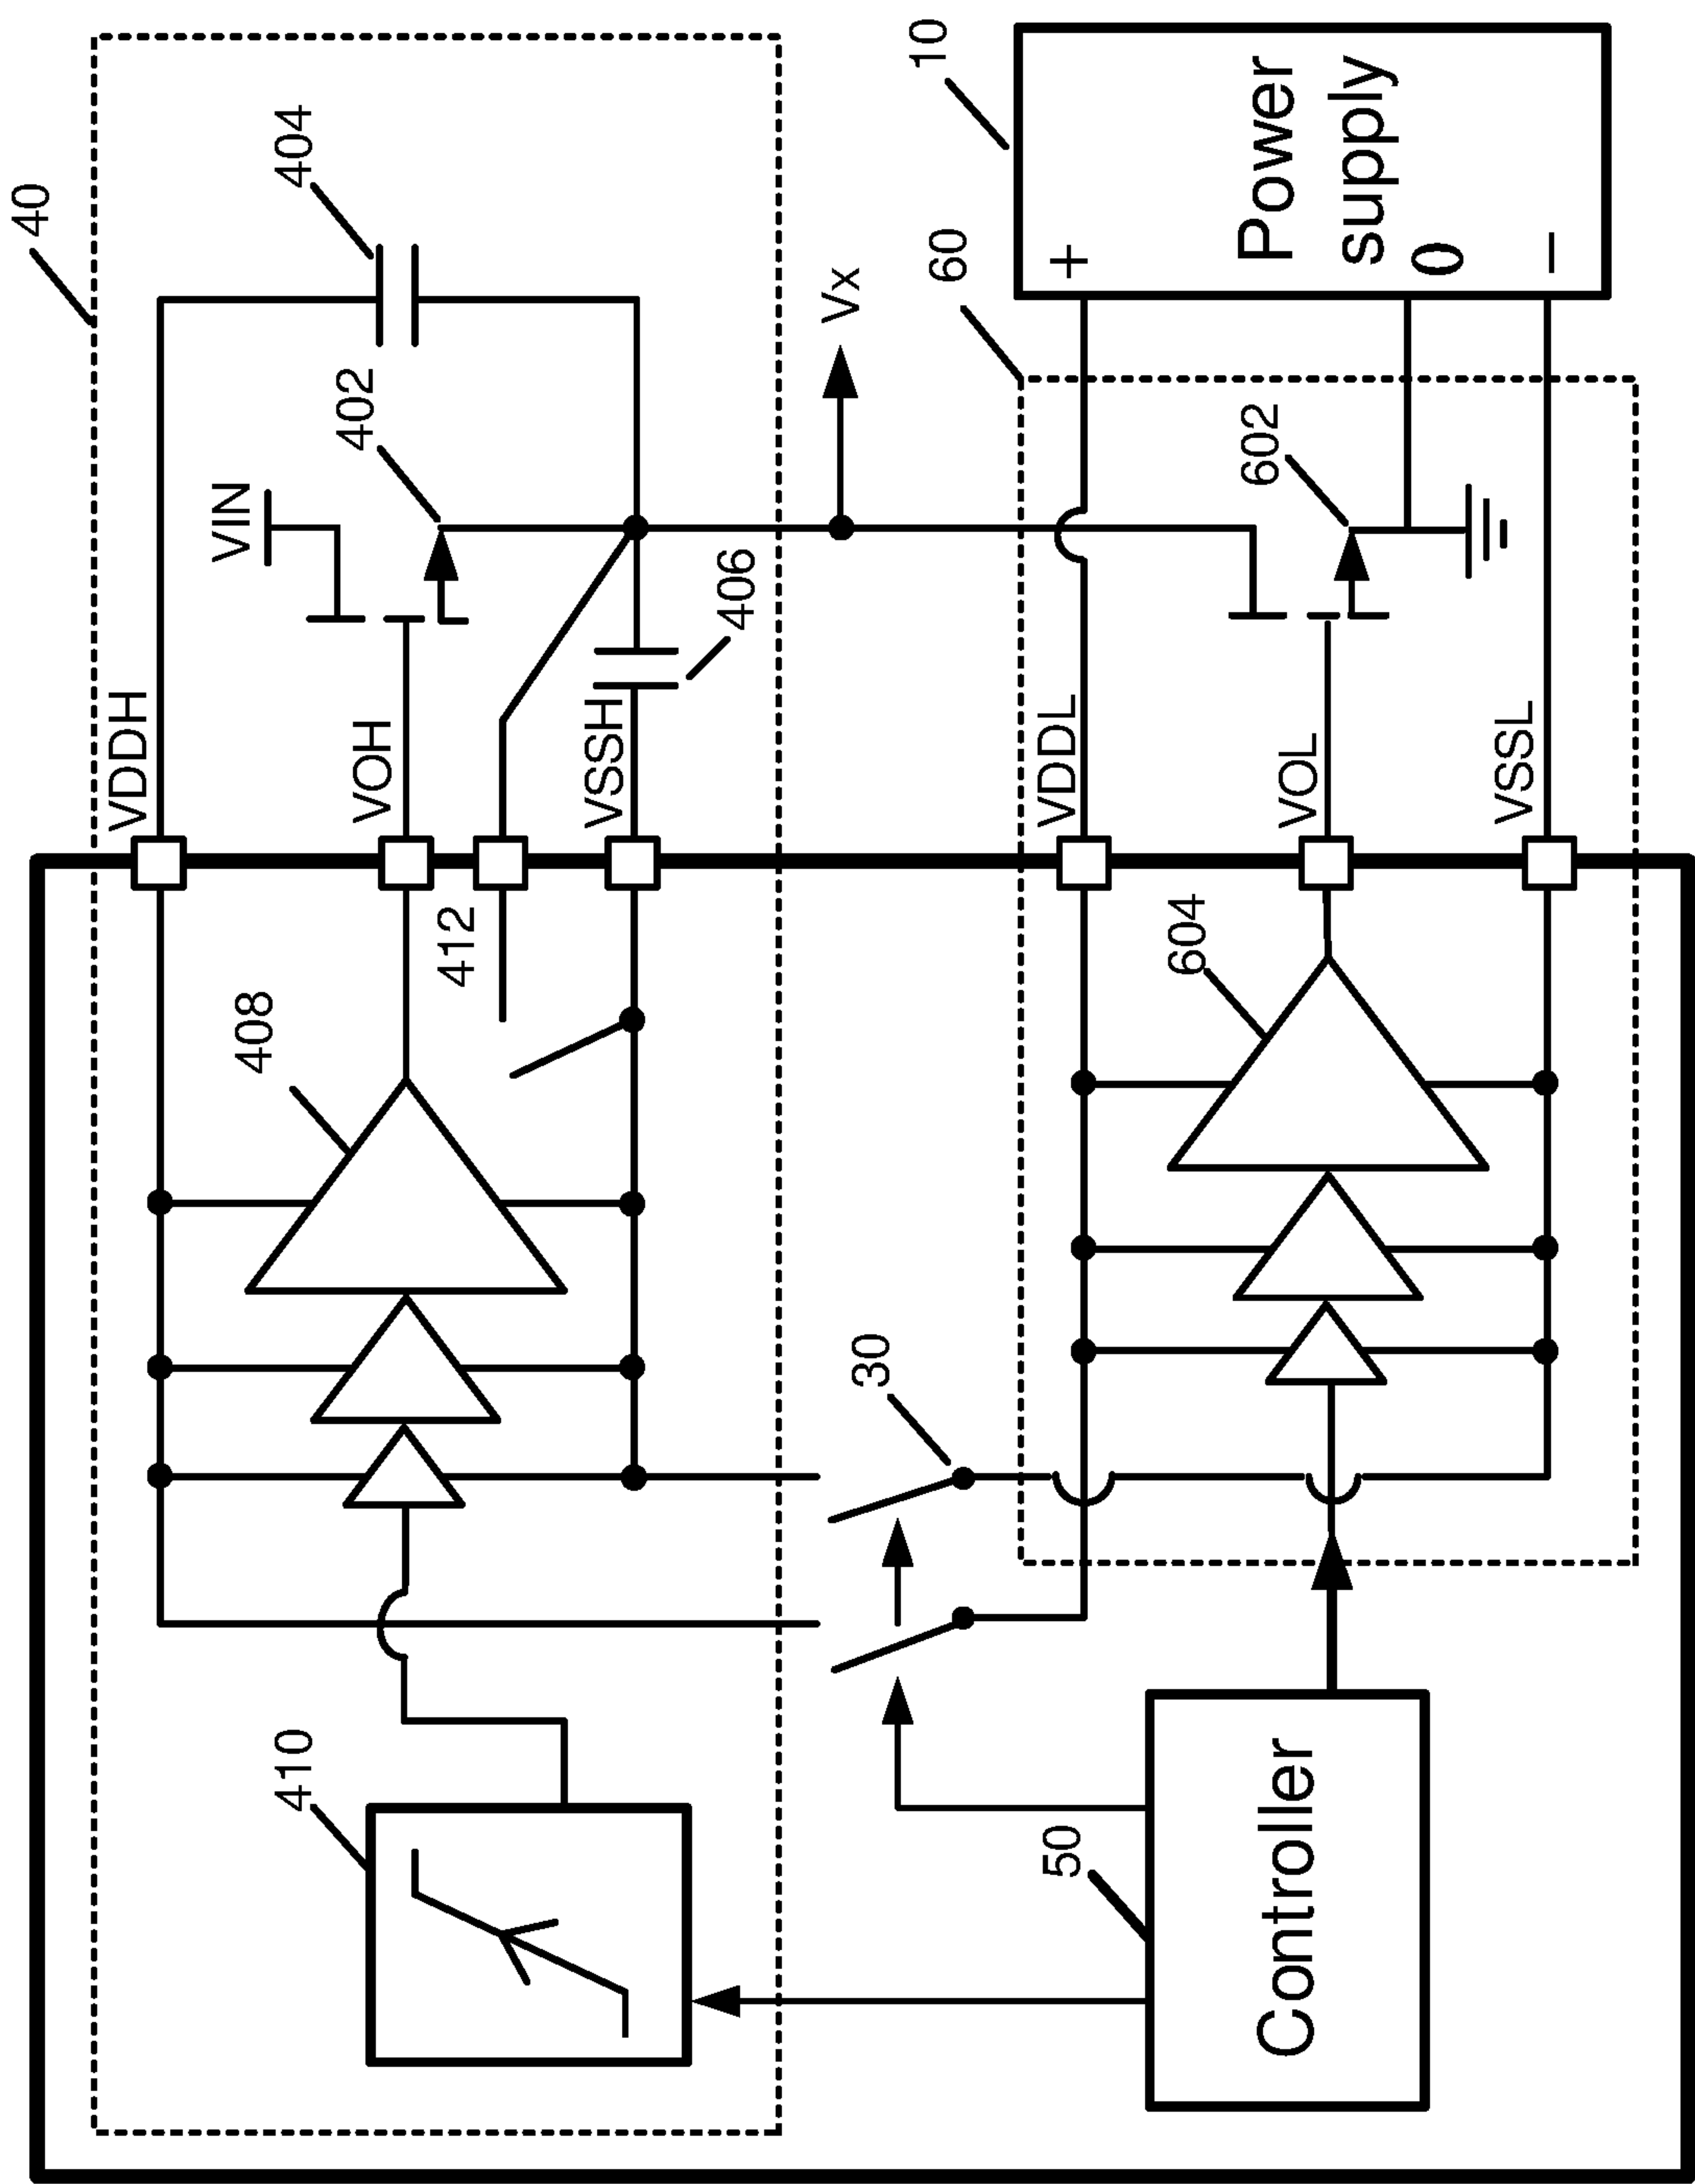 40
404
402
VIN
VDDH
VOH
VSSH
406
412
408
410
Vx
30
10
Power
supply
+
0
−
60
602
VDDL
VOL
VSSL
604
50
Controller